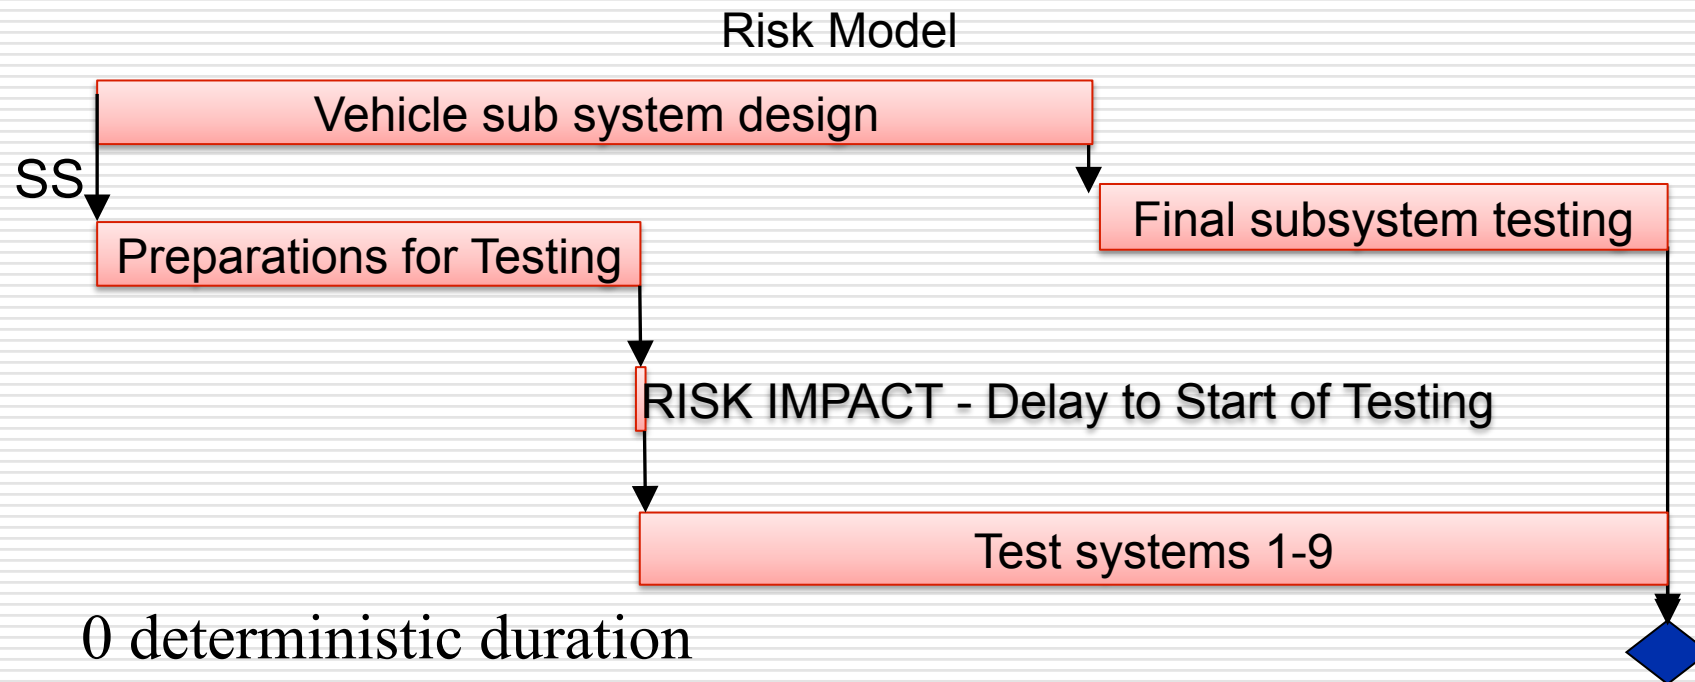 Risk Model
Vehicle sub system design
SS
Final subsystem testing
Preparations for Testing
RISK IMPACT - Delay to Start of Testing
Test systems 1-9
0 deterministic duration